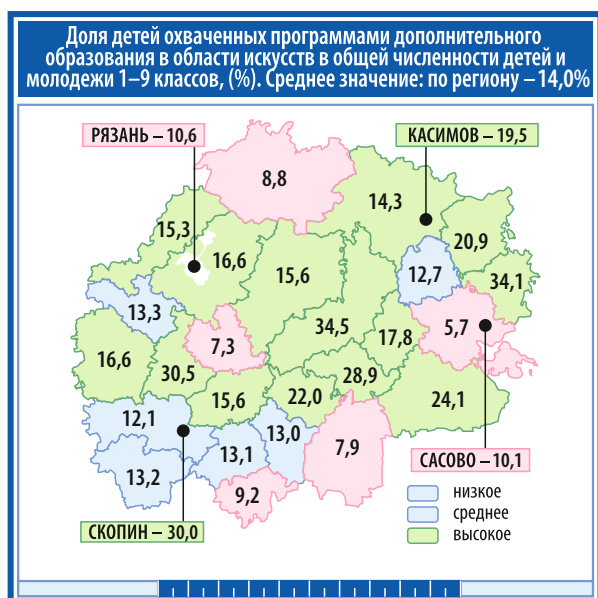 Доля детей охваченных программами дополнительного
образования в области искусств в общей численности детей и
молодежи 1–9 классов, (%). Среднее значение: по региону – 14,0%
РЯЗАНЬ – 10,6
КАСИМОВ – 19,5
8,8
14,3
15,3
16,6
20,9
15,6
12,7
34,1
13,3
34,5
5,7
7,3
17,8
16,6
30,5
28,9
15,6
22,0
24,1
12,1
13,0
13,1
7,9
13,2
9,2
САСОВО – 10,1
СКОПИН – 30,0
низкое
среднее
высокое